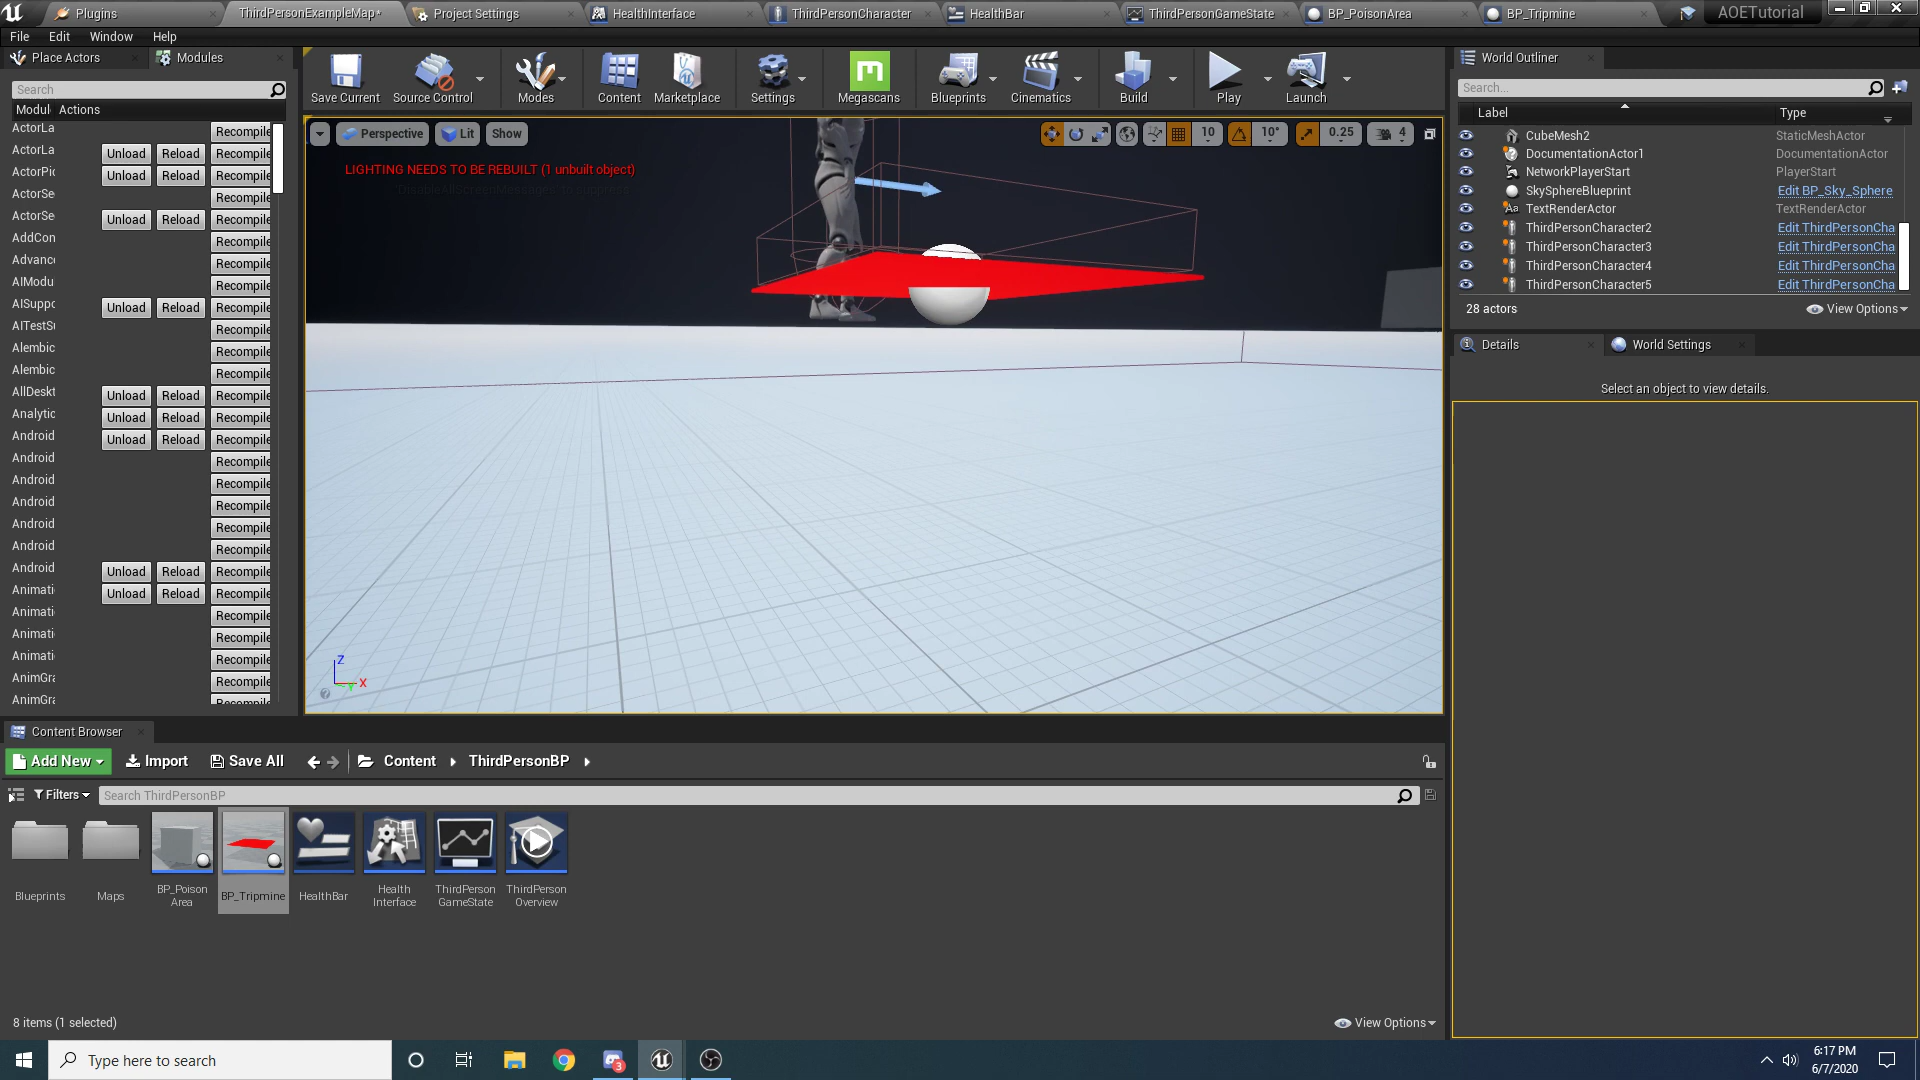 Plugins
ThirdPersonExampleMap*
Project Settings
HealthInterface
ThirdPersonCharacter
HealthBar
ThirdPersonGameState
BP_PoisonArea
BP_Tripmine
AOETutorial
File Edit Window Help
Place Actors
Modules
Search
Modul Actions
ActorLa Recompile
ActorLa Unload Reload Recompile
ActorPic Unload Reload Recompile
ActorSe Recompile
ActorSe Unload Reload Recompile
AddCon Recompile
Advance Recompile
AIModu Recompile
AISuppo Unload Reload Recompile
AITestSu Recompile
Alembic Recompile
Alembic Recompile
AllDeskt Unload Reload Recompile
Analytic Unload Reload Recompile
Android Unload Reload Recompile
Android Recompile
Android Recompile
Android Recompile
Android Recompile
Android Recompile
Android Unload Reload Recompile
Animati Unload Reload Recompile
Animati Recompile
Animati Recompile
Animati Recompile
AnimGra Recompile
AnimGra Recompile
Save Current
Source Control
Modes
Content
Marketplace
Settings
Megascans
Blueprints
Cinematics
Build
Play
Launch
Perspective Lit Show
10 10° 0.25 4
LIGHTING NEEDS TO BE REBUILT (1 unbuilt object)
'DisableAllScreenMessages' to suppress
Z
X
Y
World Outliner
Search...
Label Type
CubeMesh2 StaticMeshActor
DocumentationActor1 DocumentationActor
NetworkPlayerStart PlayerStart
SkySphereBlueprint Edit BP_Sky_Sphere
TextRenderActor TextRenderActor
ThirdPersonCharacter2 Edit ThirdPersonCha
ThirdPersonCharacter3 Edit ThirdPersonCha
ThirdPersonCharacter4 Edit ThirdPersonCha
ThirdPersonCharacter5 Edit ThirdPersonCha
28 actors
View Options
Details
World Settings
Select an object to view details.
Content Browser
Add New
Import
Save All
Content
ThirdPersonBP
Filters
Search ThirdPersonBP
Blueprints
Maps
BP_Poison
Area
BP_Tripmine
HealthBar
Health
Interface
ThirdPerson
GameState
ThirdPerson
Overview
8 items (1 selected)
View Options
Type here to search
3
6:17 PM
6/7/2020